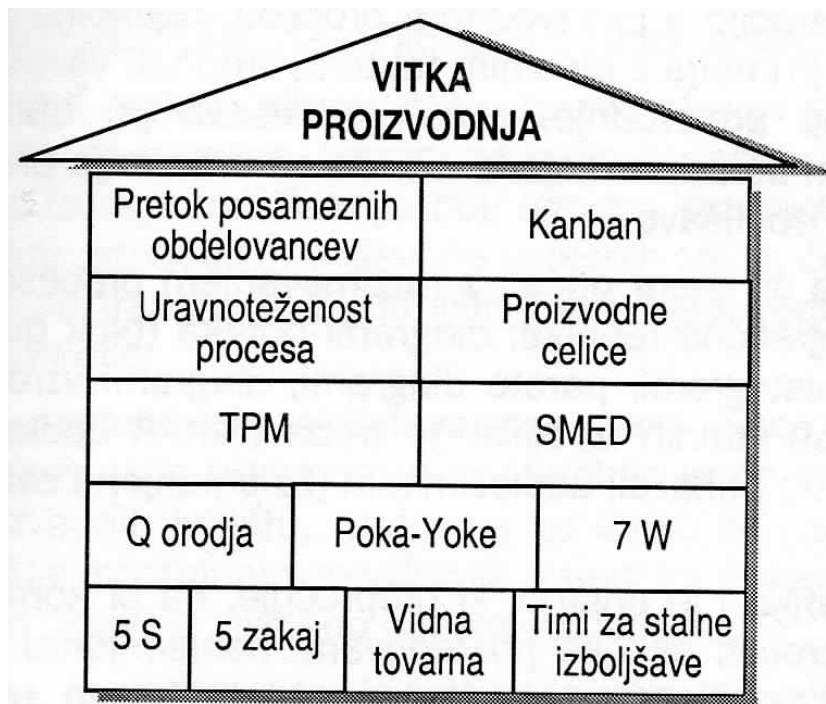 VITKA
PROIZVODNJA
Pretok posameznih
obdelovancev
Kanban
Uravnoteženost
procesa
Proizvodne
celice
TPM
SMED
Q orodja
Poka-Yoke
7 W
5 S
5 zakaj
Vidna
tovarna
Timi za stalne
izboljšave